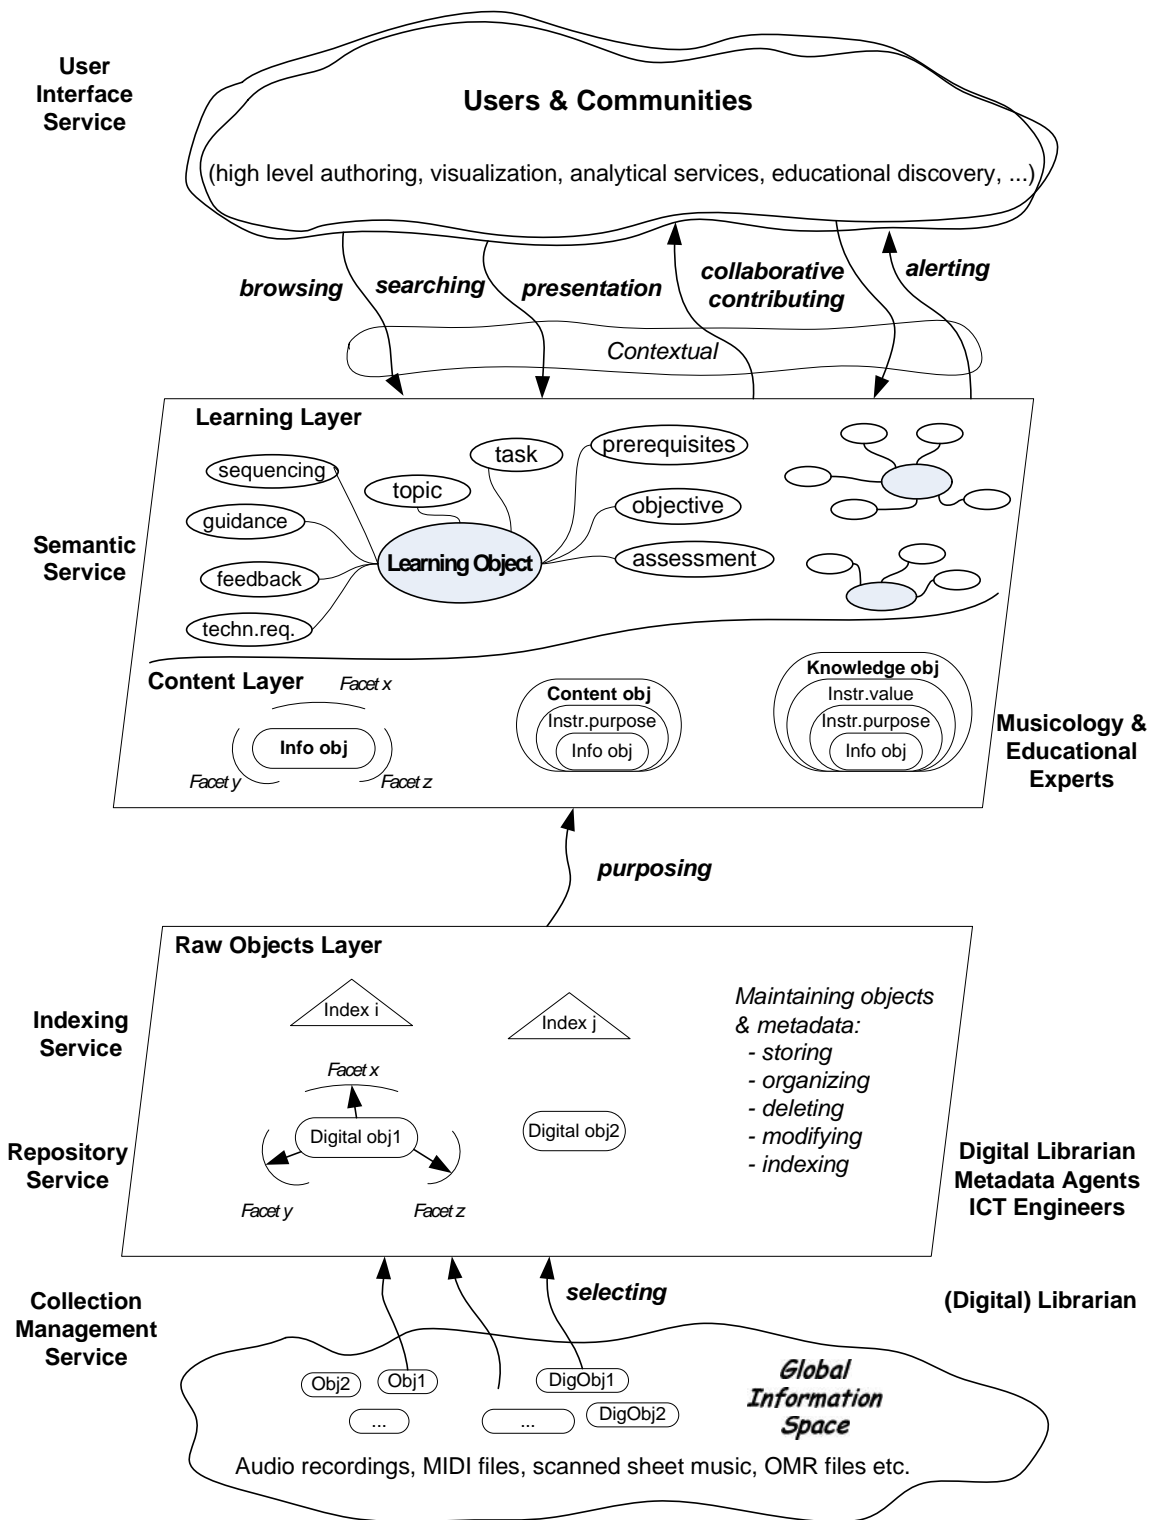 User
Interface
Service
Users & Communities
(high level authoring, visualization, analytical services, educational discovery, ...)
browsing
searching
presentation
collaborative
contributing
alerting
Contextual
Learning Layer
sequencing
guidance
feedback
techn.req.
topic
task
Learning Object
prerequisites
objective
assessment
Semantic
Service
Content Layer
Facet x
Info obj
Facet y
Facet z
Content obj
Instr.purpose
Info obj
Knowledge obj
Instr.value
Instr.purpose
Info obj
Musicology &
Educational
Experts
purposing
Raw Objects Layer
Index i
Index j
Indexing
Service
Facet x
Digital obj1
Facet y
Facet z
Digital obj2
Maintaining objects
& metadata:
- storing
- organizing
- deleting
- modifying
- indexing
Repository
Service
Digital Librarian
Metadata Agents
ICT Engineers
selecting
Collection
Management
Service
(Digital) Librarian
Obj2
Obj1
...
DigObj1
...
DigObj2
Global
Information
Space
Audio recordings, MIDI files, scanned sheet music, OMR files etc.